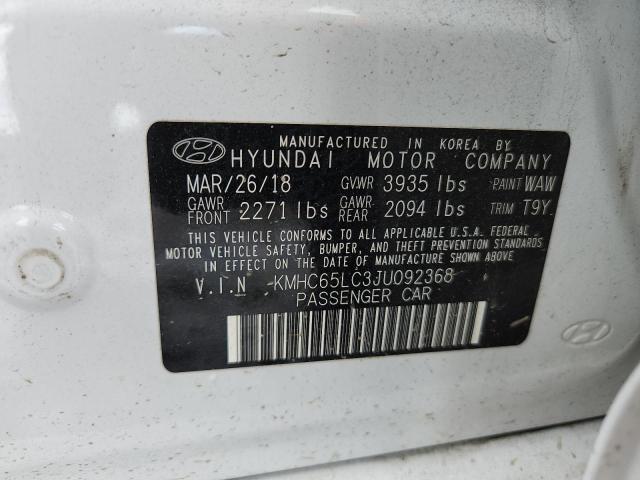 MANUFACTURED IN KOREA BY
HYUNDAI MOTOR COMPANY
MAR/26/18 GVWR 3935 lbs PAINT WAW
GAWR FRONT 2271 lbs GAWR REAR 2094 lbs TRIM T9Y
THIS VEHICLE CONFORMS TO ALL APPLICABLE U.S.A. FEDERAL
MOTOR VEHICLE SAFETY, BUMPER, AND THEFT PREVENTION STANDARDS
IN EFFECT ON THE DATE OF MANUFACTURE SHOWN ABOVE
V.I.N KMHC65LC3JU092368
PASSENGER CAR